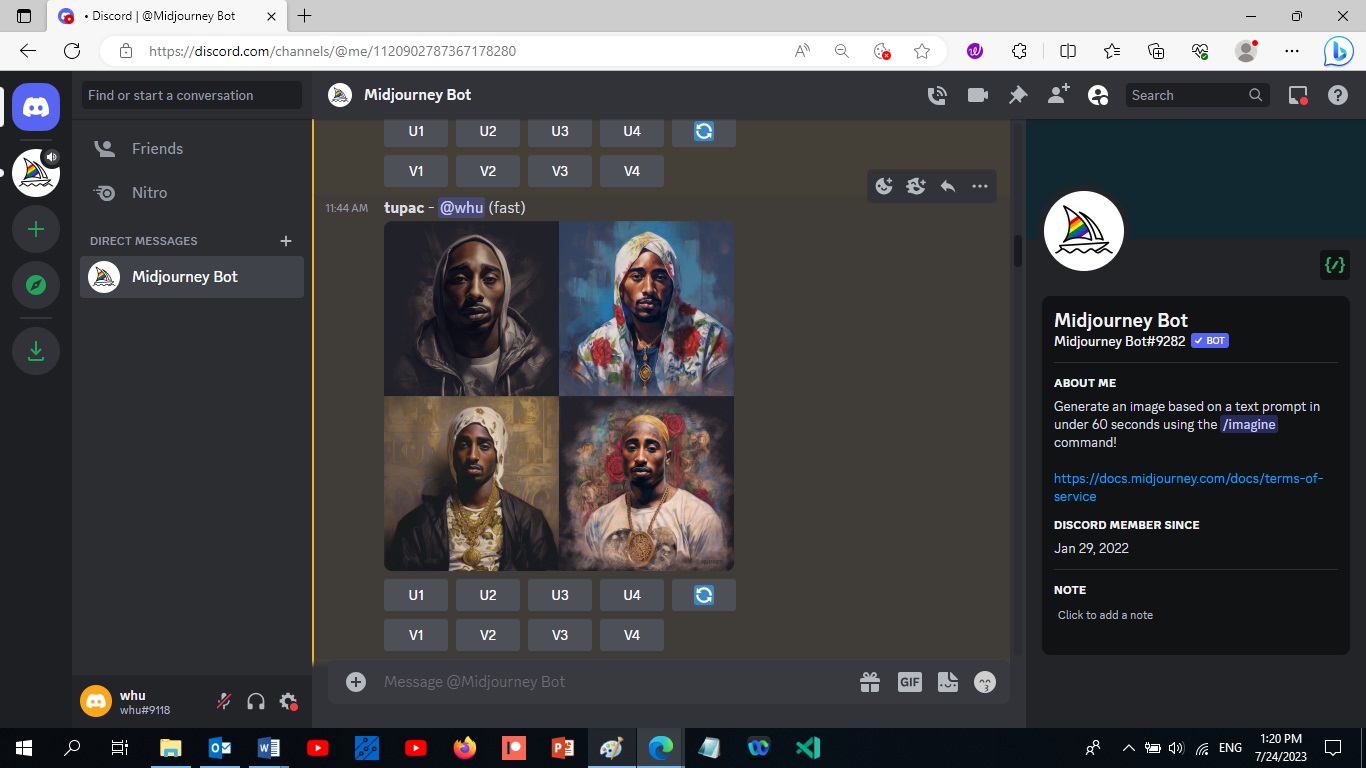 • Discord | @Midjourney Bot
https://discord.com/channels/@me/1120902787367178280
Find or start a conversation
Friends
Nitro
DIRECT MESSAGES
Midjourney Bot
whu
whu#9118
Midjourney Bot
Search
U1 U2 U3 U4
V1 V2 V3 V4
11:44 AM tupac - @whu (fast)
U1 U2 U3 U4
V1 V2 V3 V4
Message @Midjourney Bot
GIF
Midjourney Bot
Midjourney Bot#9282 ✓ BOT
ABOUT ME
Generate an image based on a text prompt in
under 60 seconds using the /imagine
command!
https://docs.midjourney.com/docs/terms-of-
service
DISCORD MEMBER SINCE
Jan 29, 2022
NOTE
Click to add a note
ENG
1:20 PM
7/24/2023